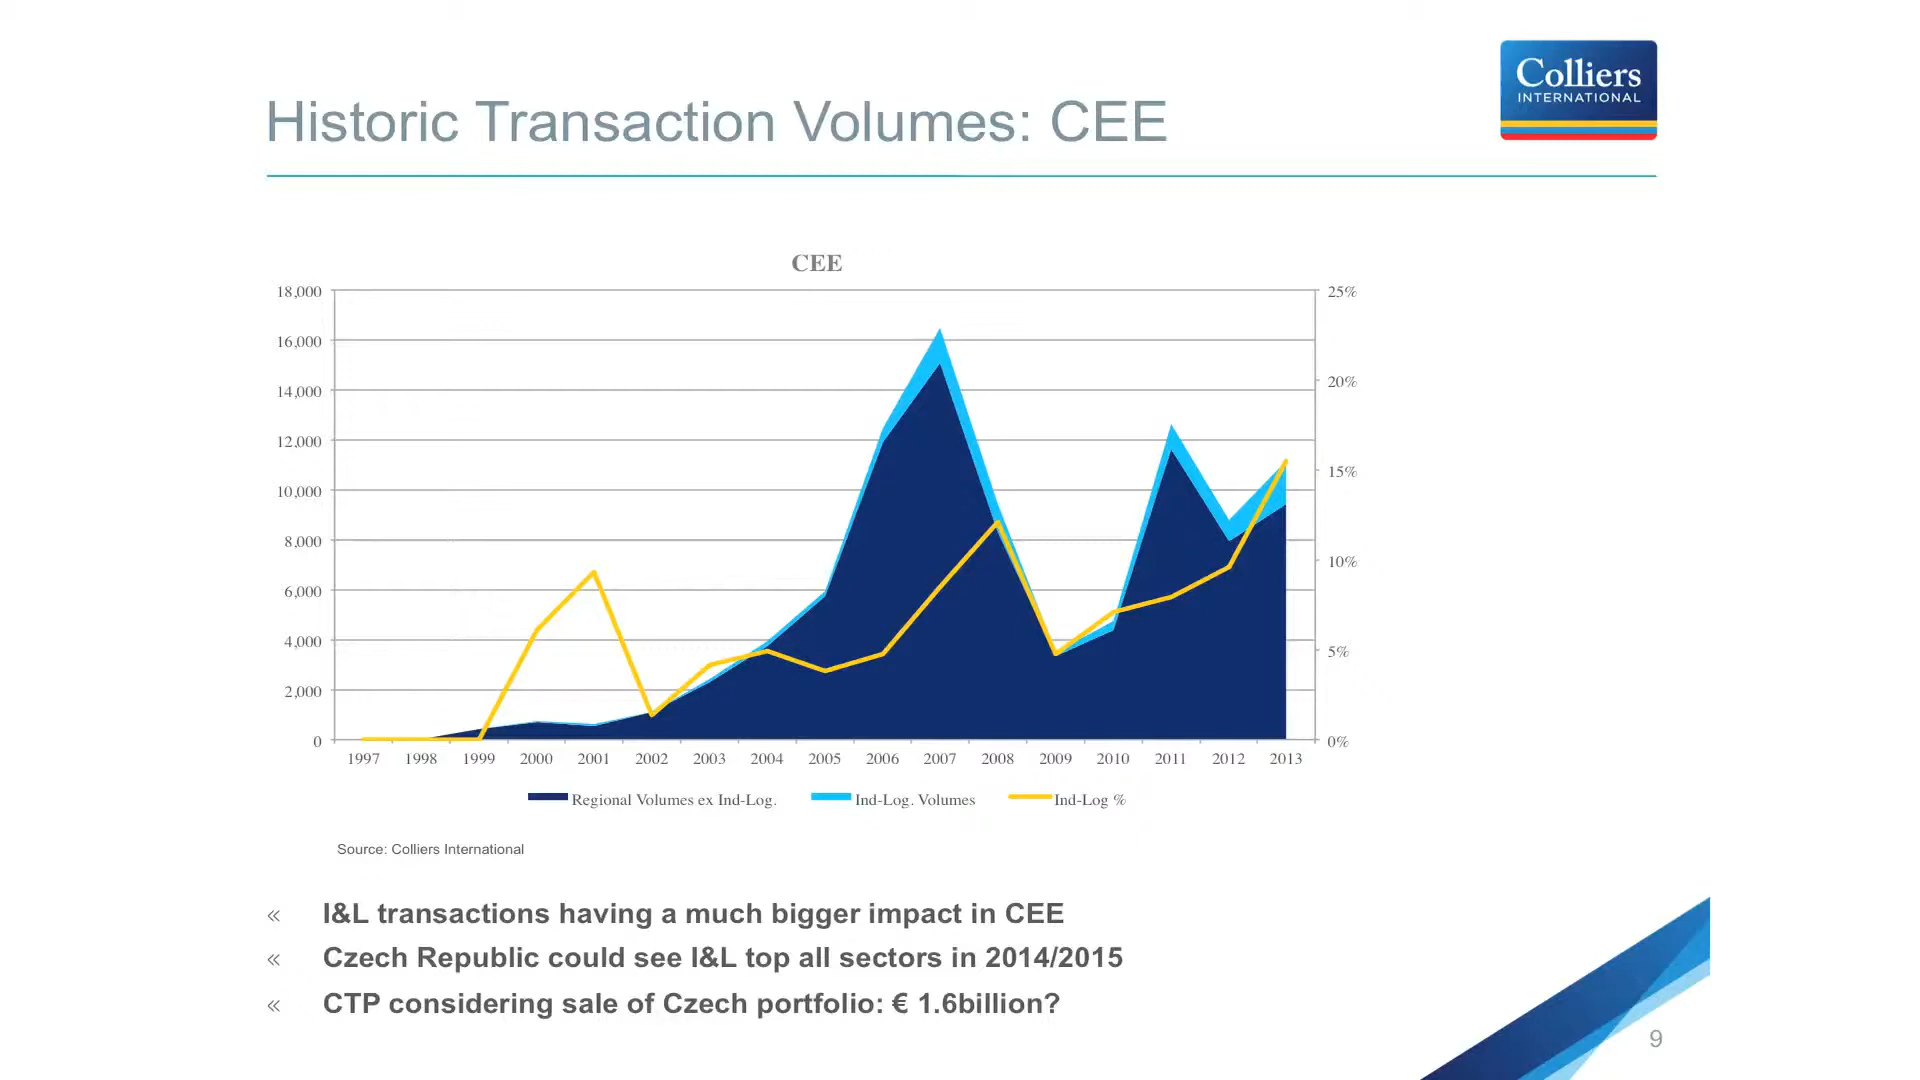 Colliers
INTERNATIONAL
Historic Transaction Volumes: CEE
CEE
18,000
16,000
14,000
12,000
10,000
8,000
6,000
4,000
2,000
0
25%
20%
15%
10%
5%
0%
1997 1998 1999 2000 2001 2002 2003 2004 2005 2006 2007 2008 2009 2010 2011 2012 2013
Regional Volumes ex Ind-Log. Ind-Log. Volumes Ind-Log %
Source: Colliers International
« I&L transactions having a much bigger impact in CEE
« Czech Republic could see I&L top all sectors in 2014/2015
« CTP considering sale of Czech portfolio: € 1.6billion?
9